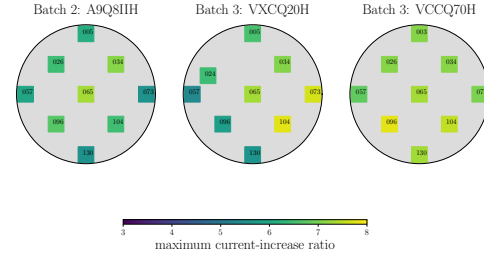 Batch 2: A9Q8IIH
005
026 034
057 065 073
096 104
130
Batch 3: VXCQ20H
005
034
024
057 065 073
096 104
130
Batch 3: VCCQ70H
003
026 034
057 065 07
096 104
130
3 4 5 6 7 8
maximum current-increase ratio